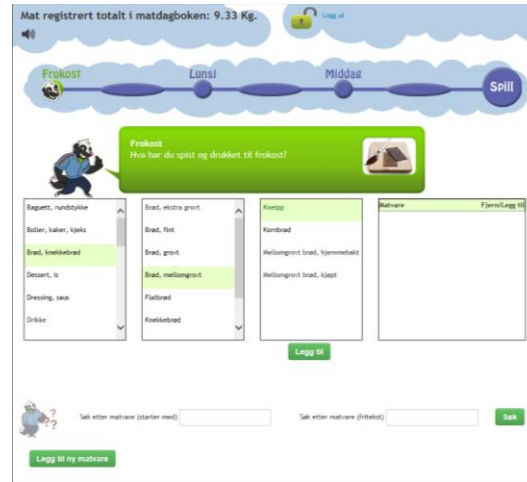 Mat registrert totalt i matdagboken: 9.33 Kg.
Logg ut
Frokost
Lunsj
Middag
Spill
Frokost
Hva har du spist og drukket til frokost?
Baguett, rundstykke
Boller, kaker, kjeks
Brød, knekkebrød
Dessert, is
Dressing, saus
Drikke
Brød, ekstra grovt
Brød, fint
Brød, grovt
Brød, mellomgrovt
Flatbrød
Knekkebrød
Kneipp
Kornbrød
Mellomgrovt brød, hjemmebakt
Mellomgrovt brød, kjøpt
Matvare
Fjern/Legg til
Legg til
??
Søk etter matvare (starter med)
Søk etter matvare (fritekst)
Søk
Legg til ny matvare